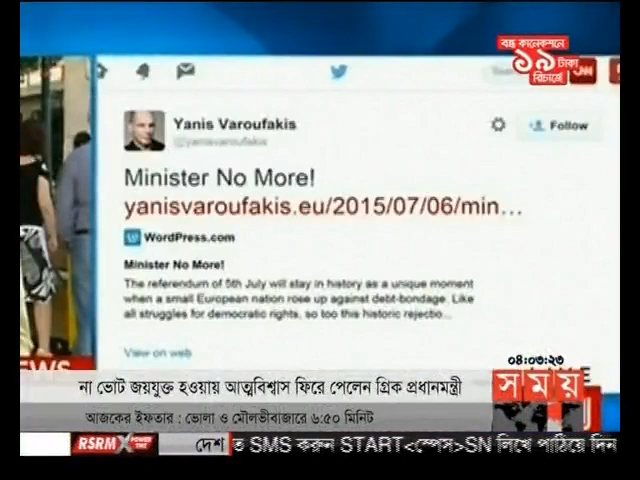 বন্ধ কানেকশনে
১৯ টাকা
রিচার্জে
CNN
Yanis Varoufakis
@yanisvaroufakis
Follow
Minister No More!
yanisvaroufakis.eu/2015/07/06/min...
WordPress.com
Minister No More!
The referendum of 5th July will stay in history as a unique moment
when a small European nation rose up against debt-bondage. Like
all struggles for democratic rights, so too this historic rejectio...
View on web
NEWS
০৪:০৩:২৩
না ভোট জয়যুক্ত হওয়ায় আত্মবিশ্বাস ফিরে পেলেন গ্রিক প্রধানমন্ত্রী
সময়
আজকের ইফতার : ভোলা ও মৌলভীবাজারে ৬:৫০ মিনিট
RSRM X POWER দেশ ত SMS করুন START<স্পেস>SN লিখে পাঠিয়ে দিন